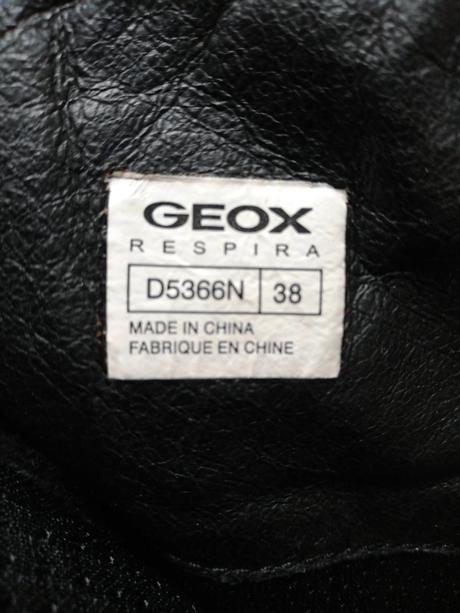 GEOX
RESPIRA
D5366N 38
MADE IN CHINA
FABRIQUE EN CHINE